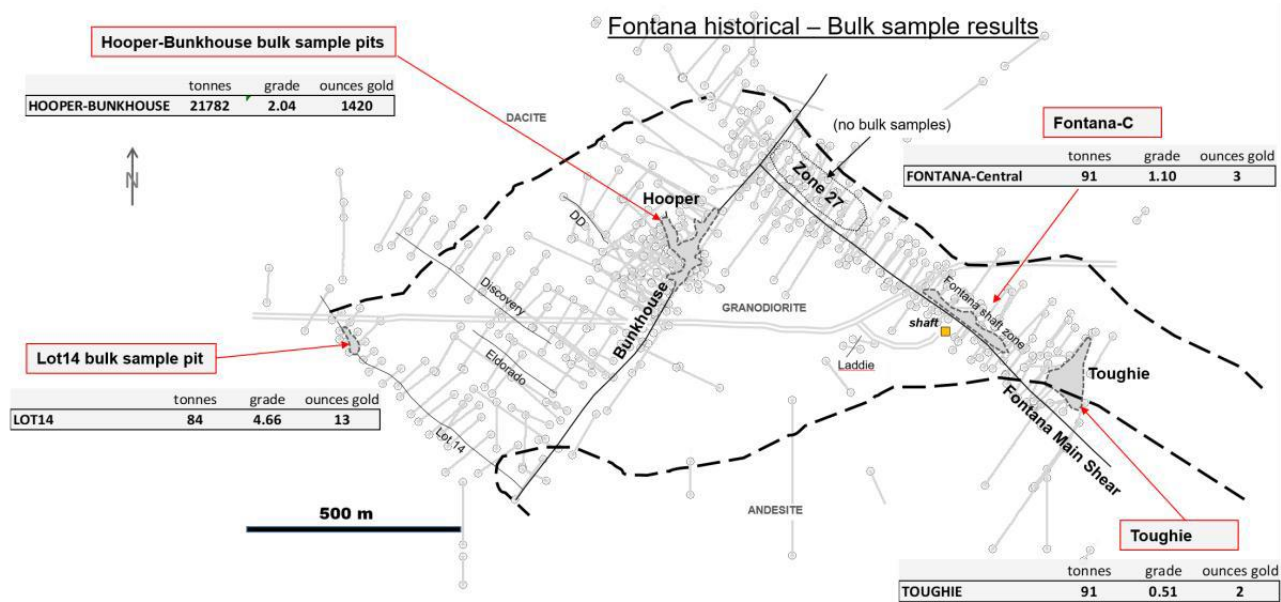 Fontana historical – Bulk sample results
Hooper-Bunkhouse bulk sample pits
tonnes grade ounces gold
HOOPER-BUNKHOUSE 21782 2.04 1420
N
DACITE
(no bulk samples)
Zone 27
Fontana-C
tonnes grade ounces gold
FONTANA-Central 91 1.10 3
Hooper
DD
Discovery
Bunkhouse
GRANODIORITE
Fontana shaft zone
shaft
Lot14 bulk sample pit
Eldorado
Laddie
Toughie
tonnes grade ounces gold
LOT14 84 4.66 13
Lot 14
Fontana Main Shear
500 m
ANDESITE
Toughie
tonnes grade ounces gold
TOUGHIE 91 0.51 2